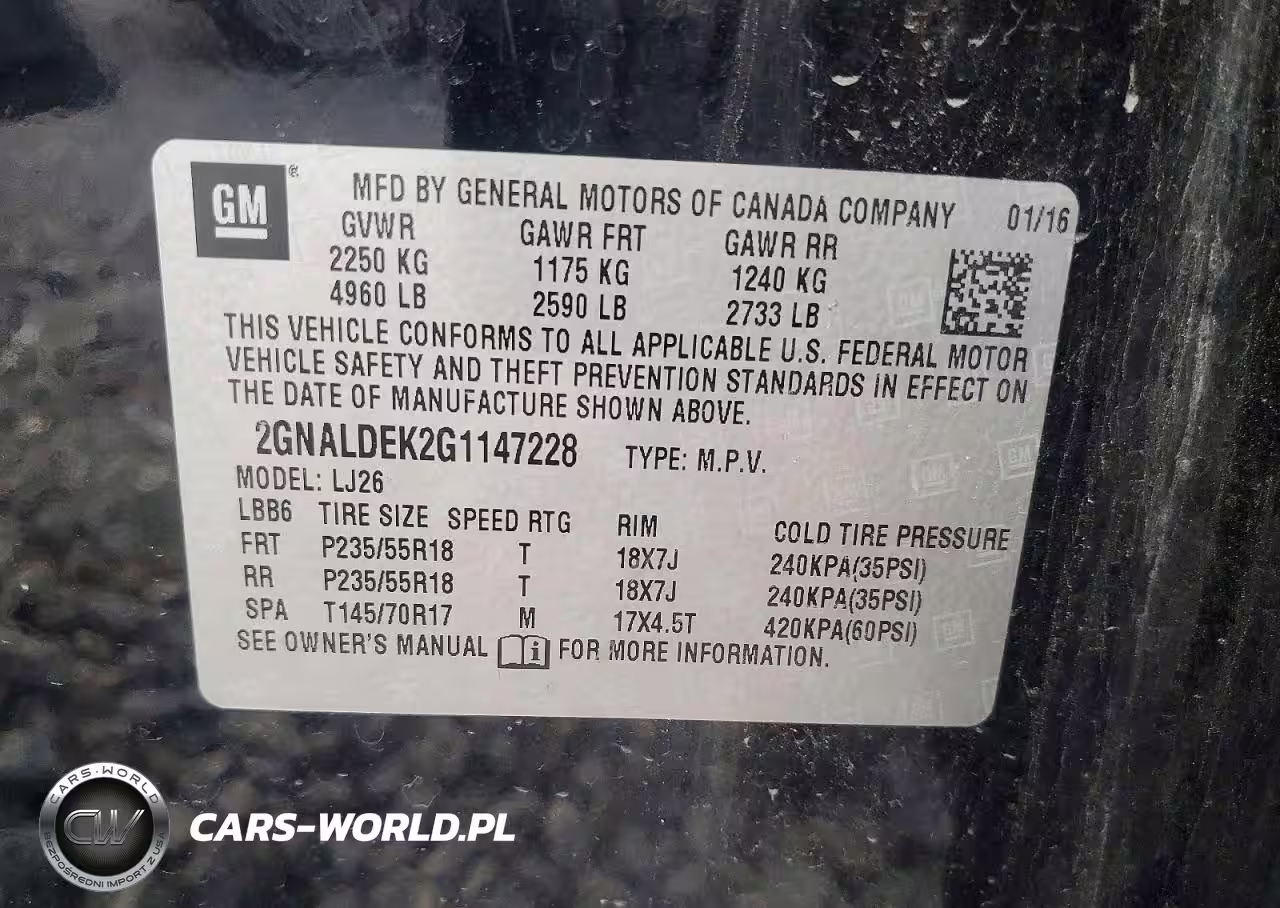 GM ®
MFD BY GENERAL MOTORS OF CANADA COMPANY 01/16
GVWR GAWR FRT GAWR RR
2250 KG 1175 KG 1240 KG
4960 LB 2590 LB 2733 LB
THIS VEHICLE CONFORMS TO ALL APPLICABLE U.S. FEDERAL MOTOR
VEHICLE SAFETY AND THEFT PREVENTION STANDARDS IN EFFECT ON
THE DATE OF MANUFACTURE SHOWN ABOVE.
2GNALDEK2G1147228 TYPE: M.P.V.
MODEL: LJ26
LBB6 TIRE SIZE SPEED RTG RIM COLD TIRE PRESSURE
FRT P235/55R18 T 18X7J 240KPA(35PSI)
RR P235/55R18 T 18X7J 240KPA(35PSI)
SPA T145/70R17 M 17X4.5T 420KPA(60PSI)
SEE OWNER'S MANUAL i FOR MORE INFORMATION.
CARS-WORLD
CW
BEZPOŚREDNI IMPORT Z USA
CARS-WORLD.PL